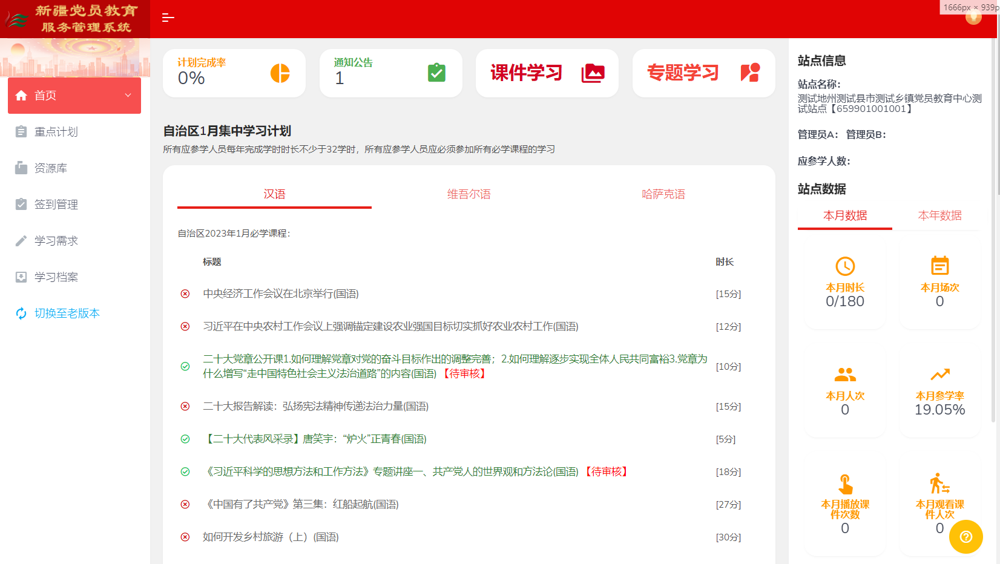 新疆党员教育
服务管理系统
1666px × 939p
首页
重点计划
资源库
签到管理
学习需求
学习档案
切换至老版本
计划完成率
0%
通知公告
1
课件学习
专题学习
自治区1月集中学习计划
所有应参学人员每年完成学时时长不少于32学时，所有应参学人员应必须参加所有必学课程的学习
汉语 维吾尔语 哈萨克语
自治区2023年1月必学课程：
标题 时长
中央经济工作会议在北京举行(国语) [15分]
习近平在中央农村工作会议上强调锚定建设农业强国目标切实抓好农业农村工作(国语) [12分]
二十大党章公开课1.如何理解党章对党的奋斗目标作出的调整完善；2.如何理解逐步实现全体人民共同富裕3.党章为
什么增写“走中国特色社会主义法治道路”的内容(国语) 【待审核】 [10分]
二十大报告解读：弘扬宪法精神传递法治力量(国语) [15分]
【二十大代表风采录】唐笑宇：“炉火”正青春(国语) [5分]
《习近平科学的思想方法和工作方法》专题讲座一、共产党人的世界观和方法论(国语) 【待审核】 [18分]
《中国有了共产党》第三集：红船起航(国语) [27分]
如何开发乡村旅游（上）(国语) [30分]
站点信息
站点名称：
测试地州测试县市测试乡镇党员教育中心测
试站点【659901001001】
管理员A： 管理员B：
应参学人数：
站点数据
本月数据 本年数据
本月时长
0/180
本月场次
0
本月人次
0
本月参学率
19.05%
本月播放课
件次数
0
本月观看课
件人次
0